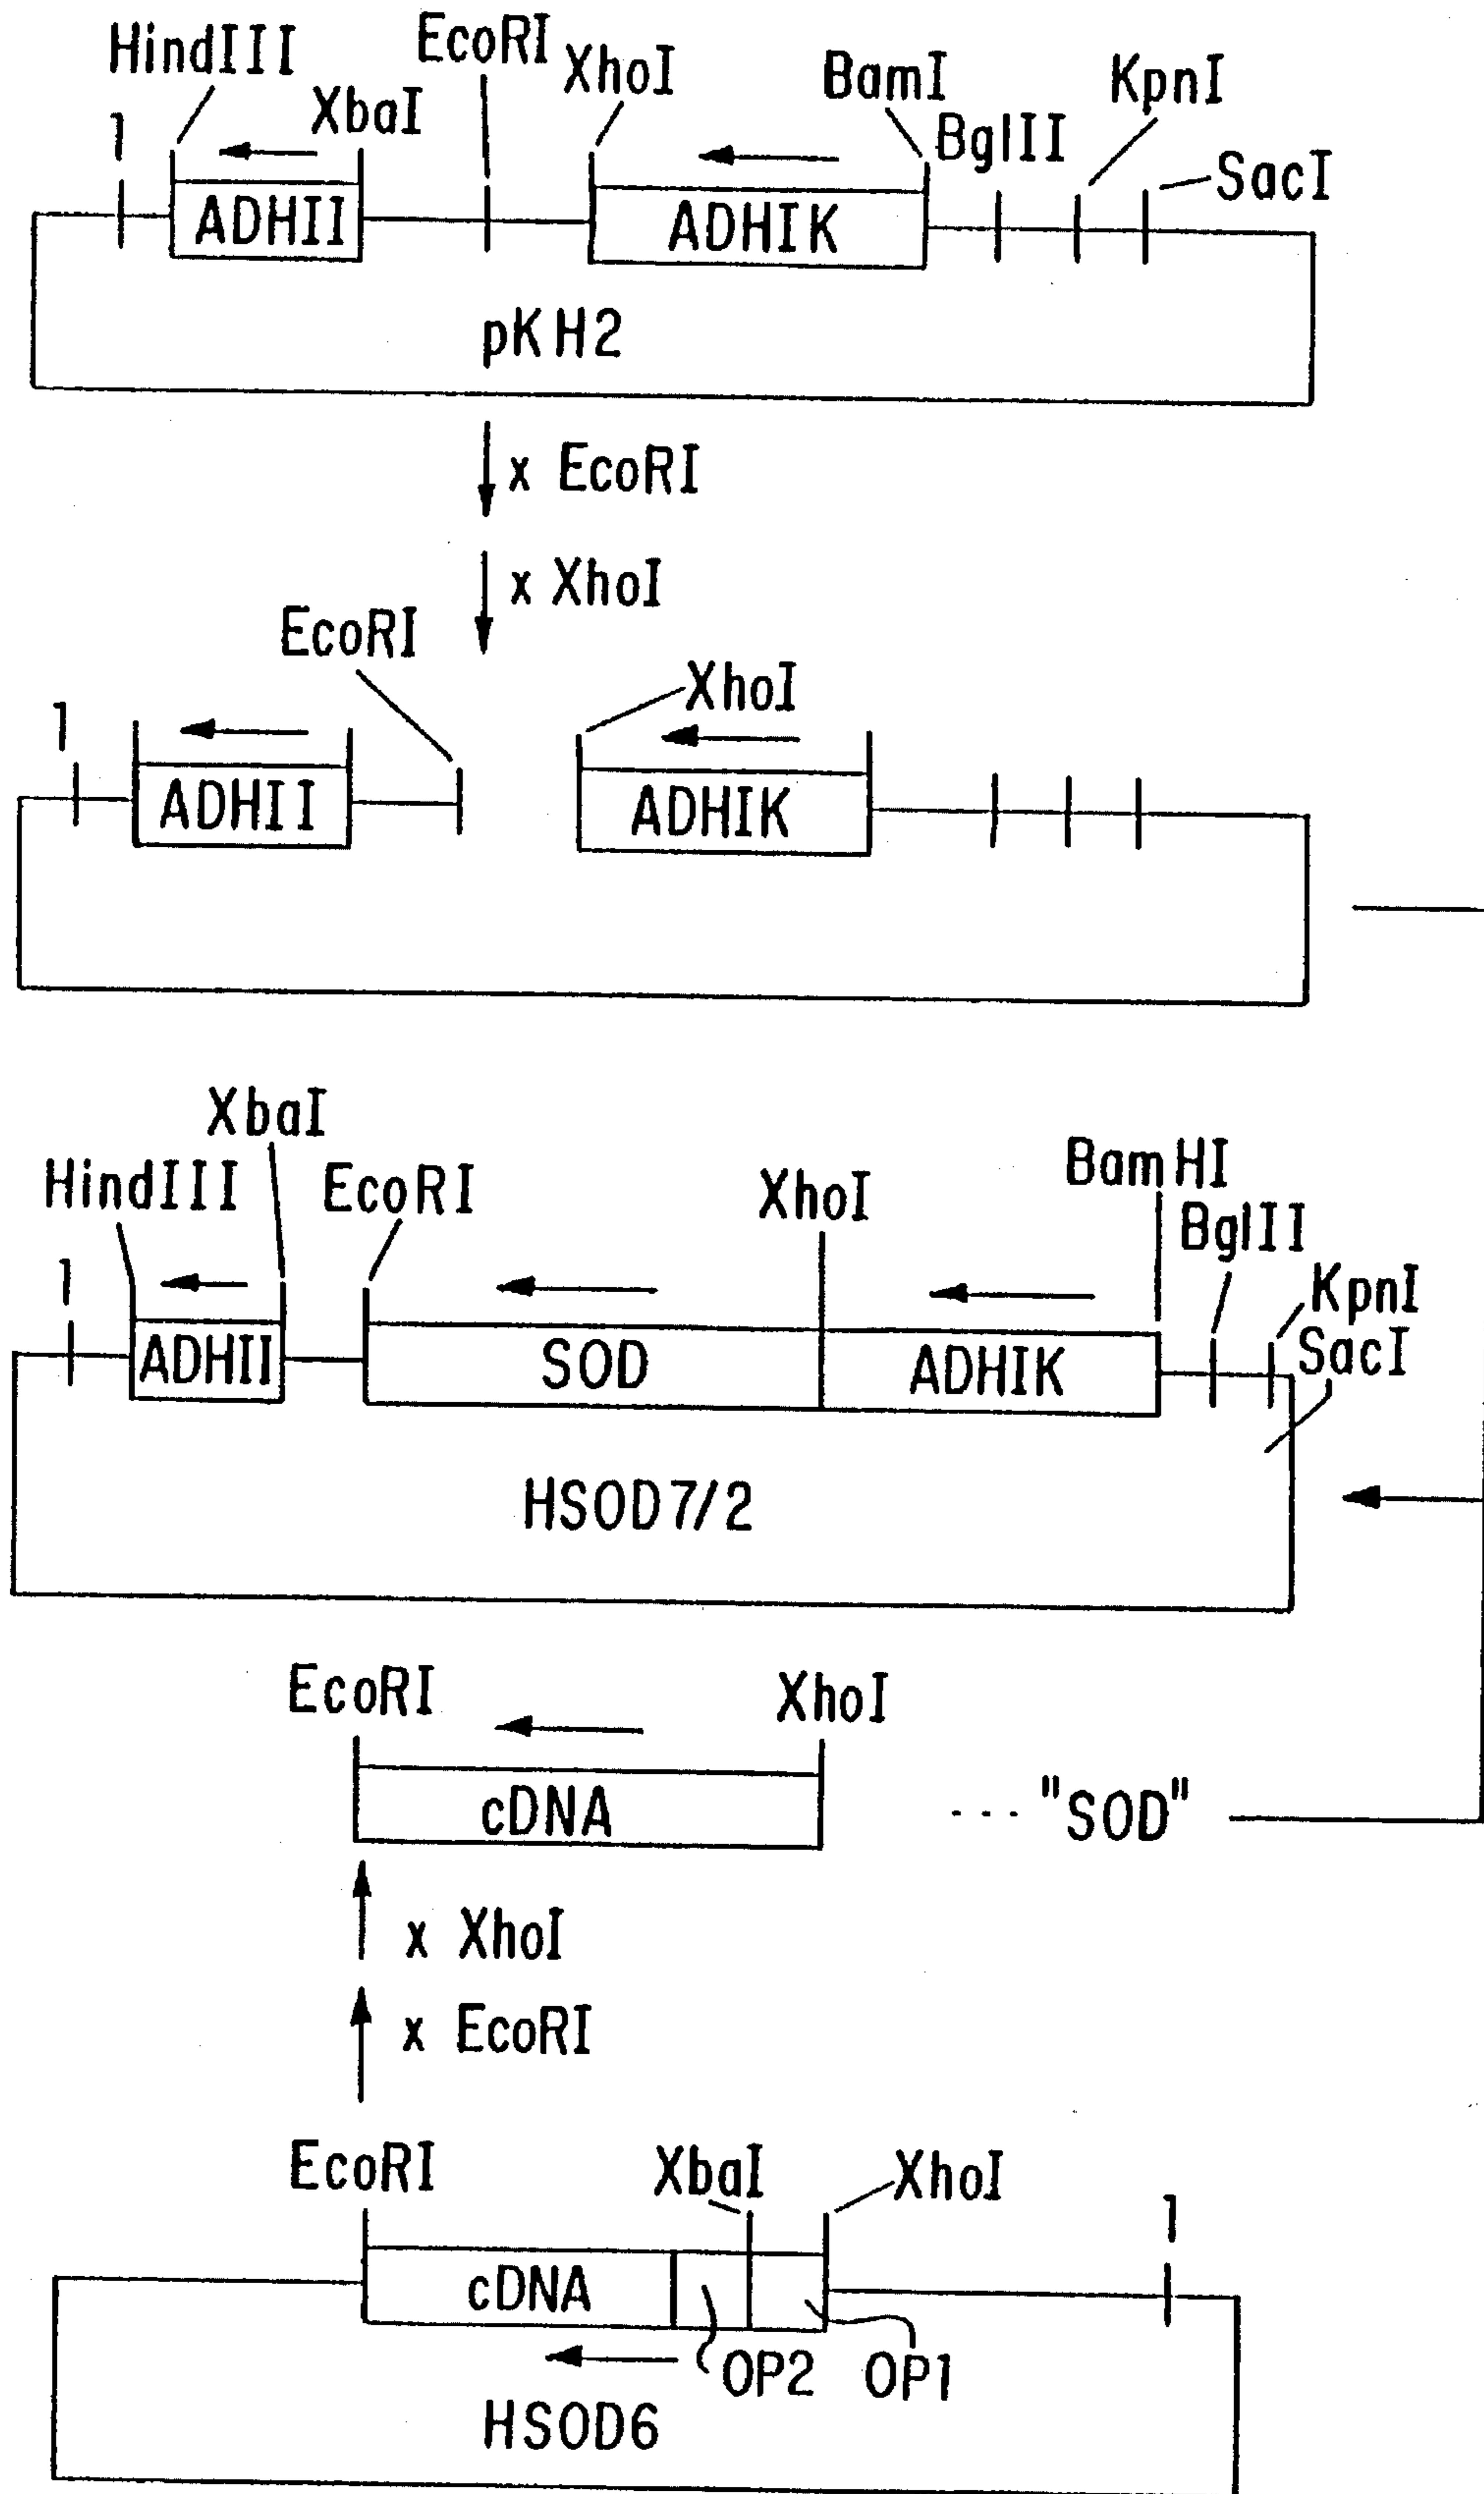 HindIII
EcoRI
XhoI
BamI
KpnI
1
XbaI
BglII
SacI
ADHII
ADHIK
pKH2
x EcoRI
x XhoI
EcoRI
1
XhoI
ADHII
ADHIK
XbaI
HindIII
EcoRI
XhoI
BamHI
BglII
1
KpnI
SacI
ADHII
SOD
ADHIK
HSOD7/2
EcoRI
XhoI
cDNA
--- "SOD"
x XhoI
x EcoRI
EcoRI
XbaI
XhoI
1
cDNA
OP2
OP1
HSOD6